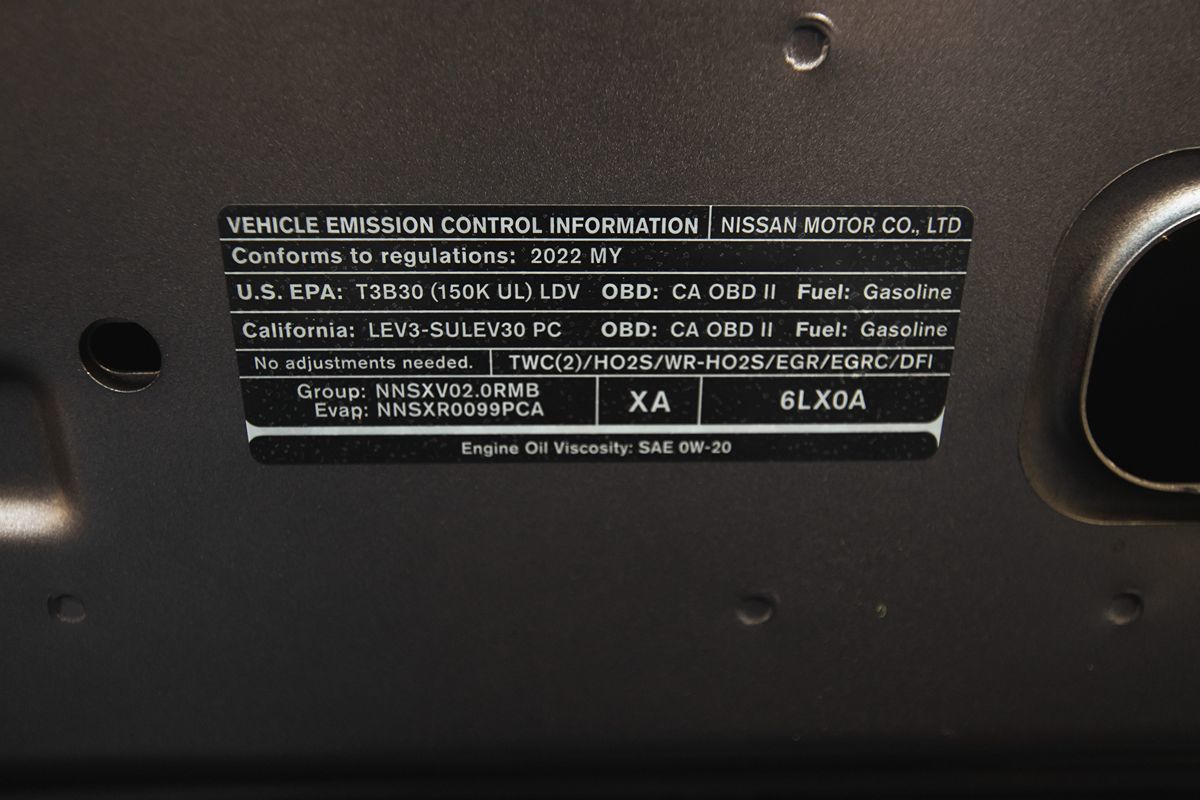 VEHICLE EMISSION CONTROL INFORMATION NISSAN MOTOR CO., LTD
Conforms to regulations: 2022 MY
U.S. EPA: T3B30 (150K UL) LDV OBD: CA OBD II Fuel: Gasoline
California: LEV3-SULEV30 PC OBD: CA OBD II Fuel: Gasoline
No adjustments needed. TWC(2)/HO2S/WR-HO2S/EGR/EGRC/DFI
Group: NNSXV02.0RMB
Evap: NNSXR0099PCA
XA
6LX0A
Engine Oil Viscosity: SAE 0W-20